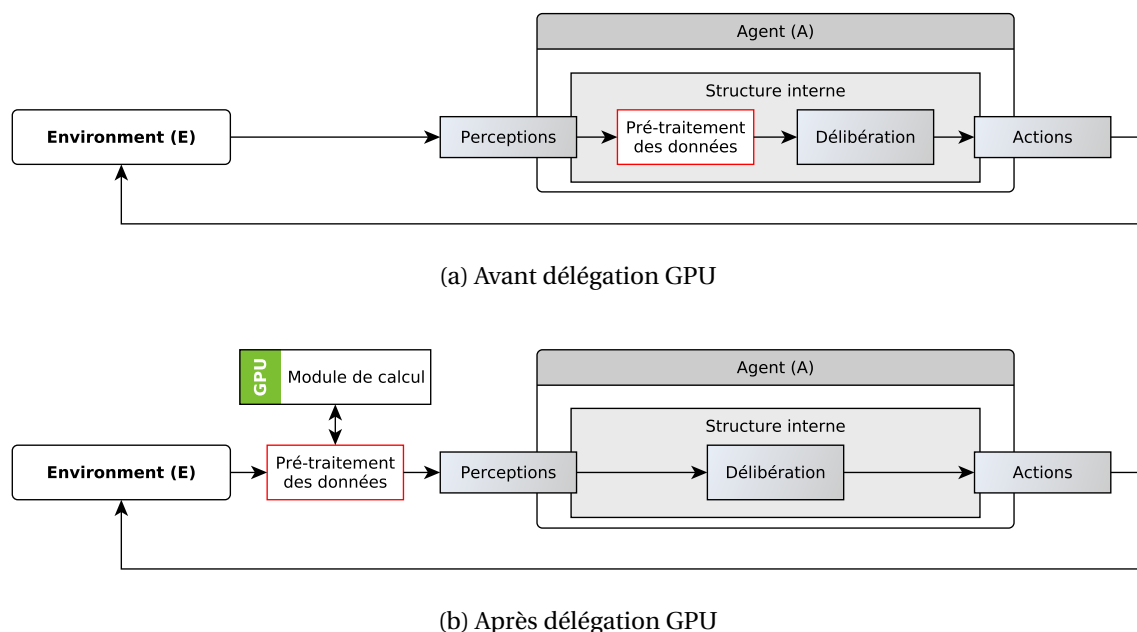 Agent (A)
Structure interne
Environment (E)
Perceptions
Pré-traitement
des données
Délibération
Actions
(a) Avant délégation GPU
GPU
Module de calcul
Agent (A)
Structure interne
Environment (E)
Pré-traitement
des données
Perceptions
Délibération
Actions
(b) Après délégation GPU